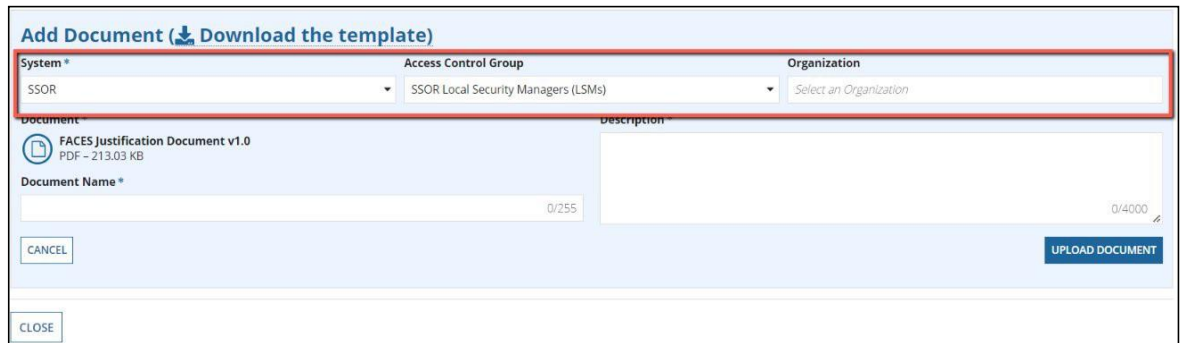 Add Document (Download the template)
System * Access Control Group Organization
SSOR SSOR Local Security Managers (LSMs) Select an Organization
Document * Description *
FACES Justification Document v1.0
PDF – 213.03 KB
Document Name *
0/255 0/4000
CANCEL UPLOAD DOCUMENT
CLOSE